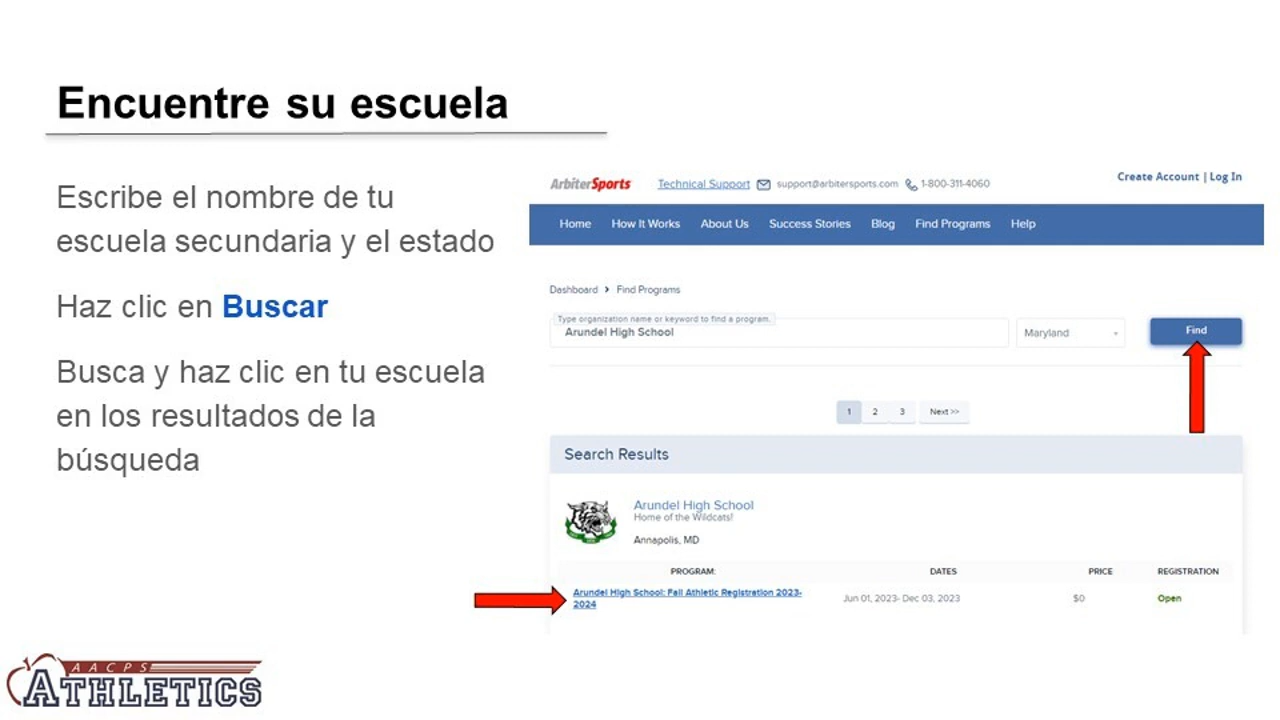 Encuentre su escuela
Escribe el nombre de tu
escuela secundaria y el estado
Haz clic en Buscar
Busca y haz clic en tu escuela
en los resultados de la
búsqueda
ArbiterSports Technical Support support@arbitersports.com 1-800-311-4060 Create Account | Log In
Home How It Works About Us Success Stories Blog Find Programs Help
Dashboard > Find Programs
Type organization name or keyword to find a program.
Arundel High School Maryland Find
1 2 3 Next >>
Search Results
Arundel High School
Home of the Wildcats!
Annapolis, MD
PROGRAM: DATES PRICE REGISTRATION
Arundel High School: Fall Athletic Registration 2023-
2024 Jun 01, 2023- Dec 03, 2023 $0 Open
AACPS
ATHLETICS